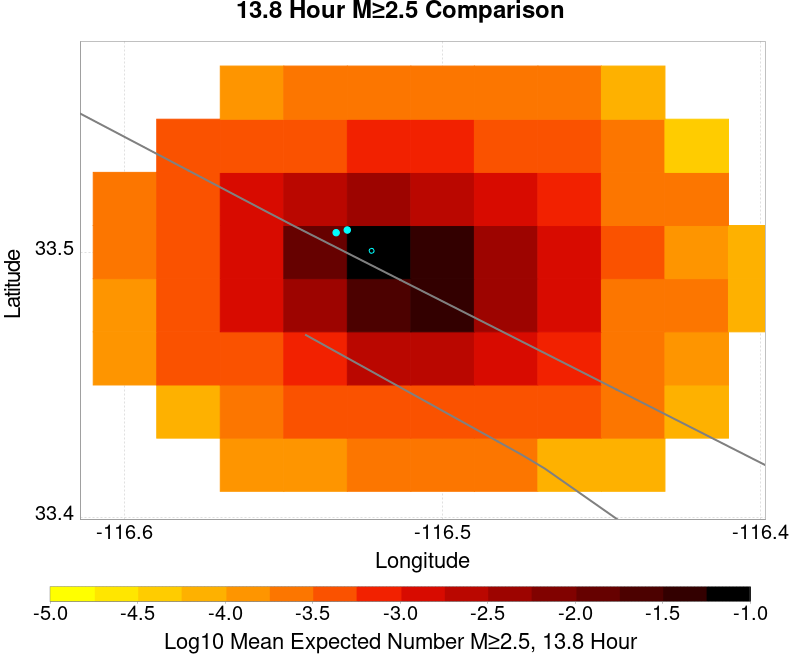 13.8 Hour M≥2.5 Comparison
Latitude
33.5
33.4
-116.6 -116.5 -116.4
Longitude
-5.0 -4.5 -4.0 -3.5 -3.0 -2.5 -2.0 -1.5 -1.0
Log10 Mean Expected Number M≥2.5, 13.8 Hour